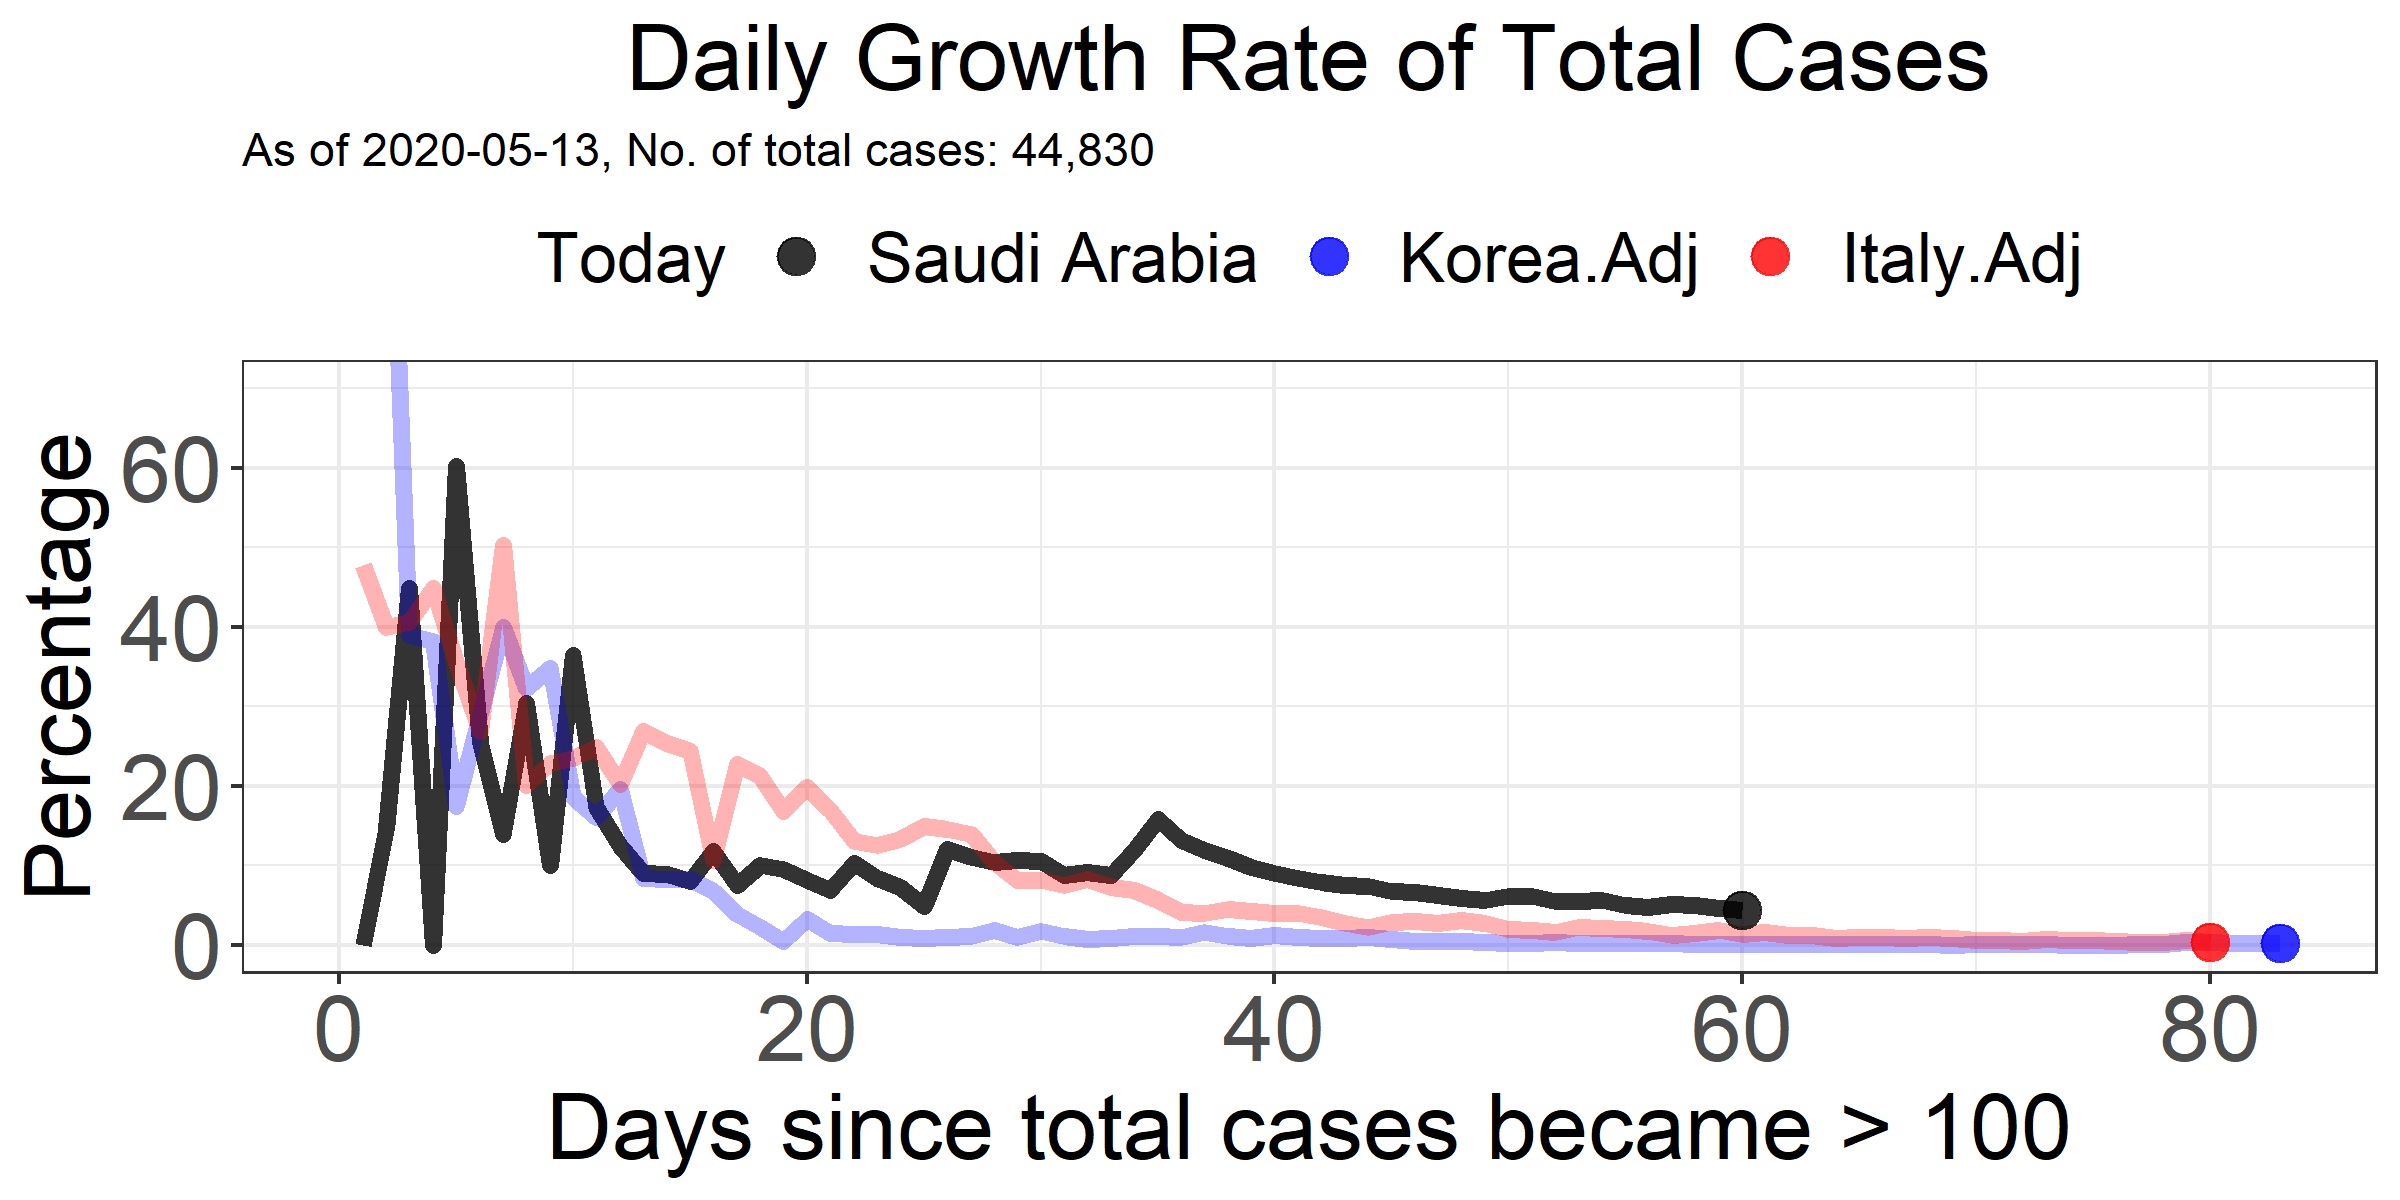 Daily Growth Rate of Total Cases
As of 2020-05-13, No. of total cases: 44,830
Today Saudi Arabia Korea.Adj Italy.Adj
Percentage
60
40
20
0
0 20 40 60 80
Days since total cases became > 100